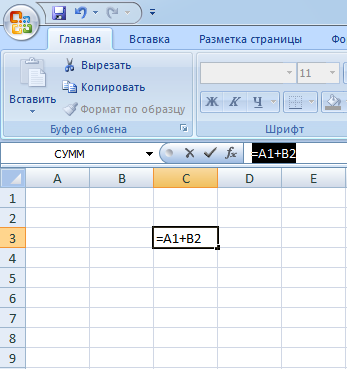 Главная Вставка Разметка страницы Фо
Вставить
Вырезать
Копировать
Формат по образцу
Буфер обмена
11
Ж К Ч
Шрифт
СУММ fx =A1+B2
A B C D E
1
2
3 =A1+B2
4
5
6
7
8
9